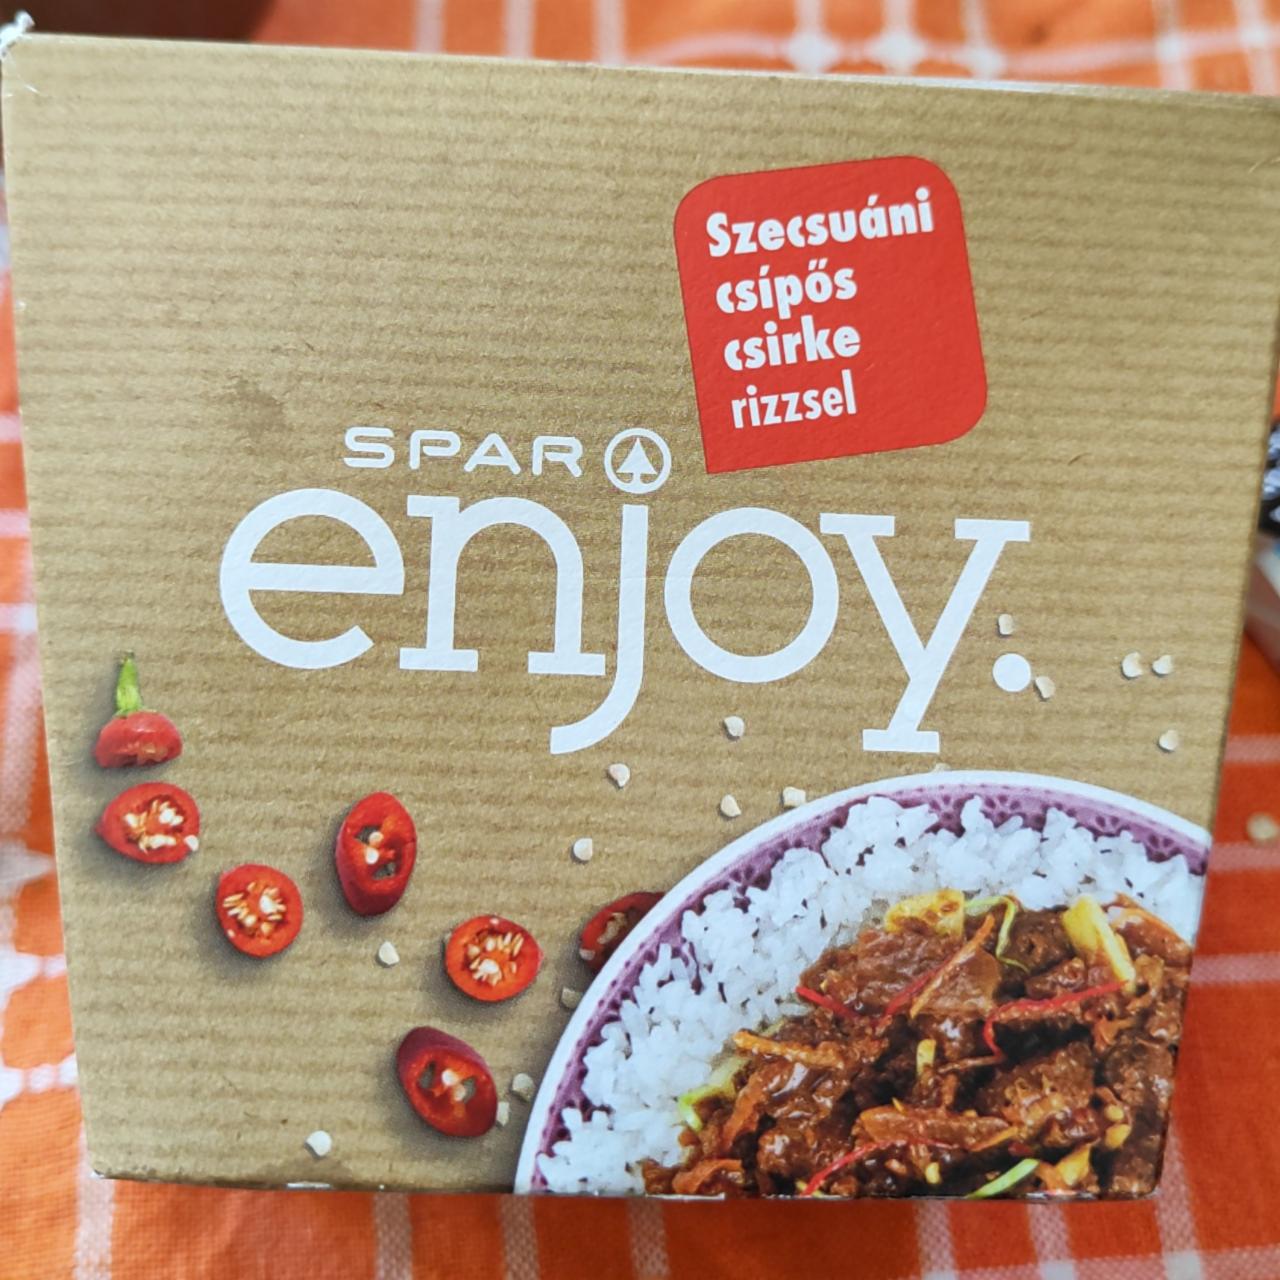 Szecsuáni
csípős
csirke
rizzsel
SPAR
enjoy.